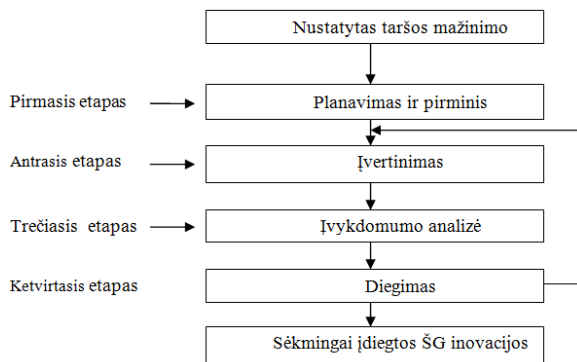 Nustatytas taršos mažinimo
Pirmasis etapas
Planavimas ir pirminis
Antrasis etapas
Įvertinimas
Trečiasis etapas
Įvykdomumo analizė
Ketvirtasis etapas
Diegimas
Sėkmingai įdiegtos ŠG inovacijos